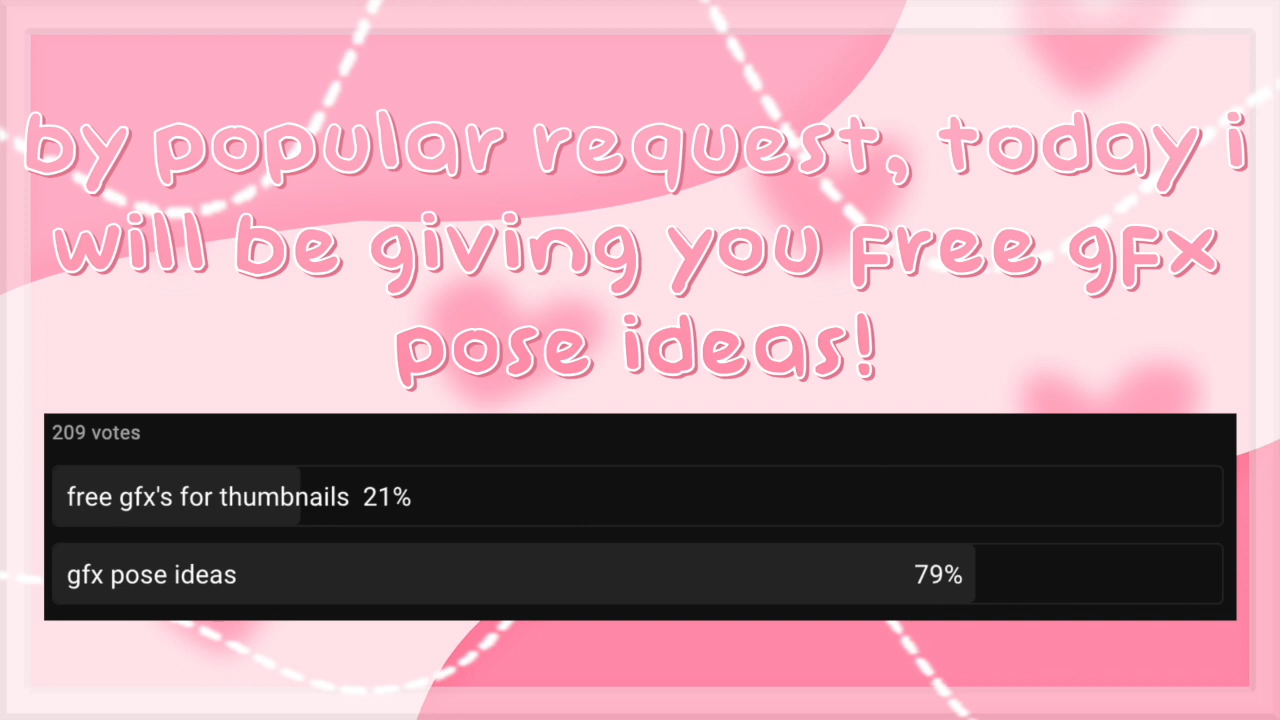 by popular request, today i
will be giving you free gfx
pose ideas!
209 votes
free gfx's for thumbnails 21%
gfx pose ideas 79%